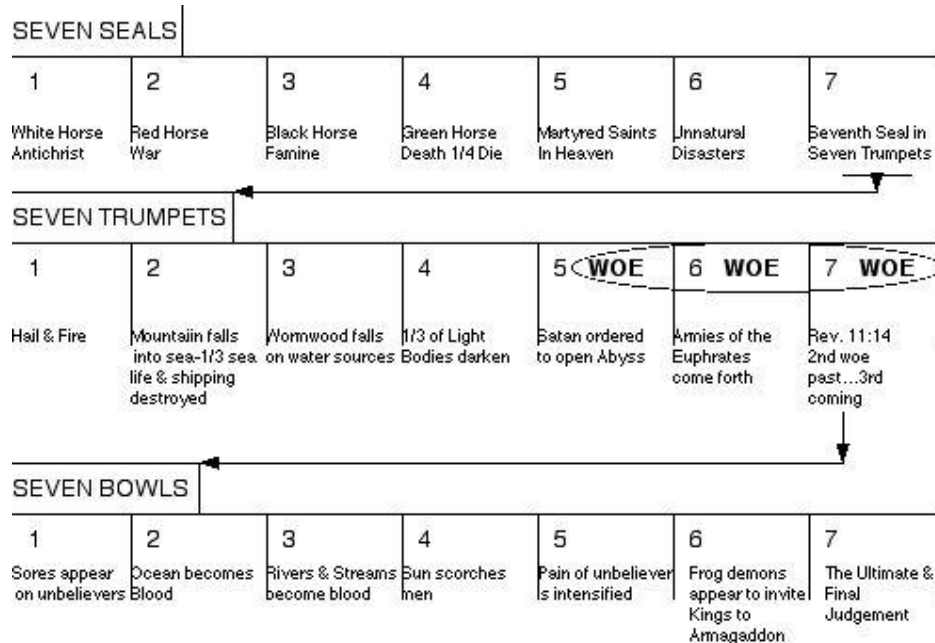 SEVEN SEALS
1
2
3
4
5
6
7
White Horse
Antichrist
Red Horse
War
Black Horse
Famine
Green Horse
Death 1/4 Die
Martyred Saints
In Heaven
Unnatural
Disasters
Seventh Seal in
Seven Trumpets
SEVEN TRUMPETS
1
2
3
4
5 WOE
6 WOE
7 WOE
Hail & Fire
Mountiain falls
into sea-1/3 sea
life & shipping
destroyed
Wormwood falls
on water sources
1/3 of Light
Bodies darken
Satan ordered
to open Abyss
Armies of the
Euphrates
come forth
Rev. 11:14
2nd woe
past...3rd
coming
SEVEN BOWLS
1
2
3
4
5
6
7
Sores appear
on unbelievers
Ocean becomes
Blood
Rivers & Streams
become blood
Sun scorches
men
Pain of unbeliever
is intensified
Frog demons
appear to invite
Kings to
Armagaddon
The Ultimate &
Final
Judgement